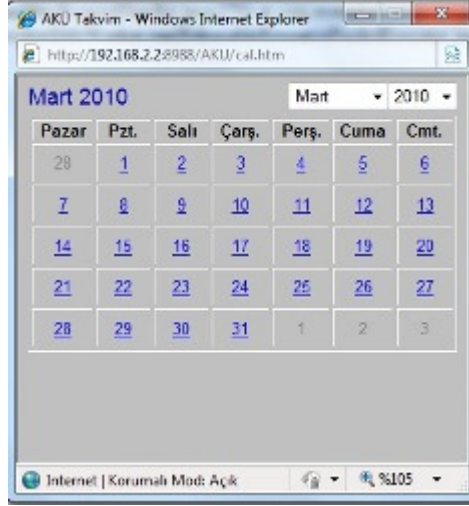 AKÜ Takvim - Windows Internet Explorer
http://192.168.2.2:8988/AKU/cal.htm
Mart 2010 Mart 2010
Pazar Pzt. Salı Çarş. Perş. Cuma Cmt.
28 1 2 3 4 5 6
7 8 9 10 11 12 13
14 15 16 17 18 19 20
21 22 23 24 25 26 27
28 29 30 31 1 2 3
Internet | Korumalı Mod: Açık %105